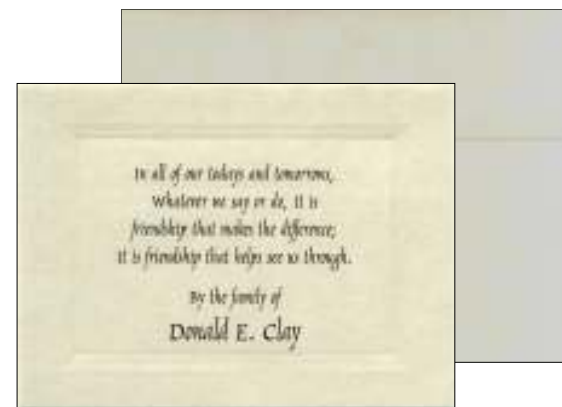 In all of our todays and tomorrows,
whatever we say or do, it is
friendship that makes the difference;
it is friendship that helps see us through.
By the family of
Donald E. Clay